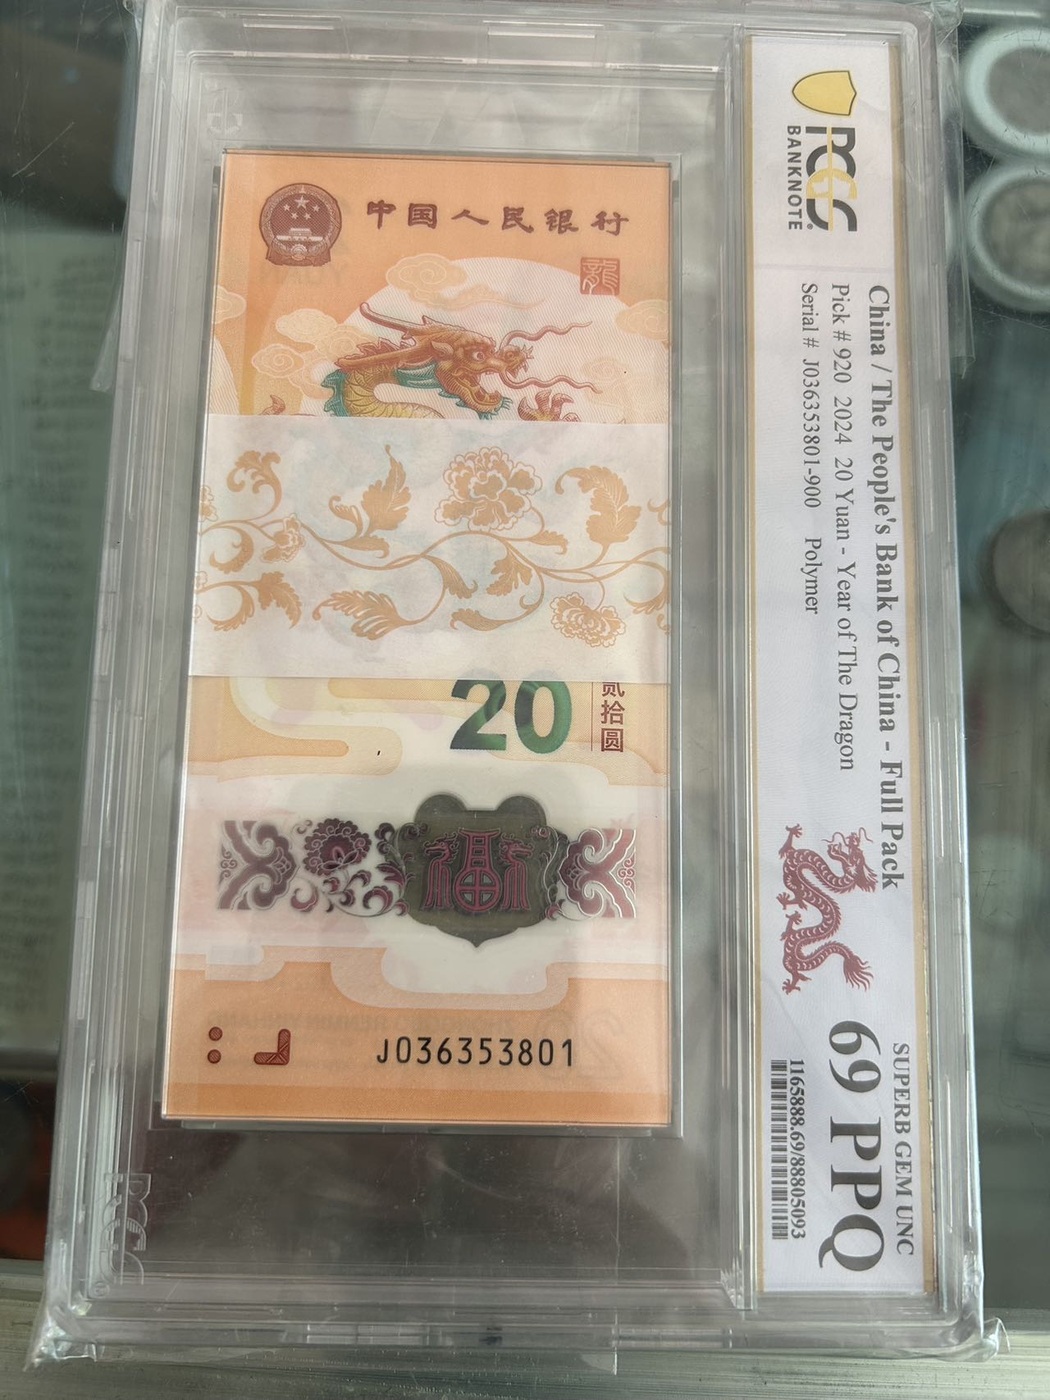 中国人民银行
龍
20
贰拾圆
福
J036353801
PCGS
BANKNOTE
China / The People's Bank of China - Full Pack
Pick # 920 2024 20 Yuan - Year of The Dragon
Serial # J036353801-900 Polymer
SUPERB GEM UNC
69 PPQ
1165888.69/88805093